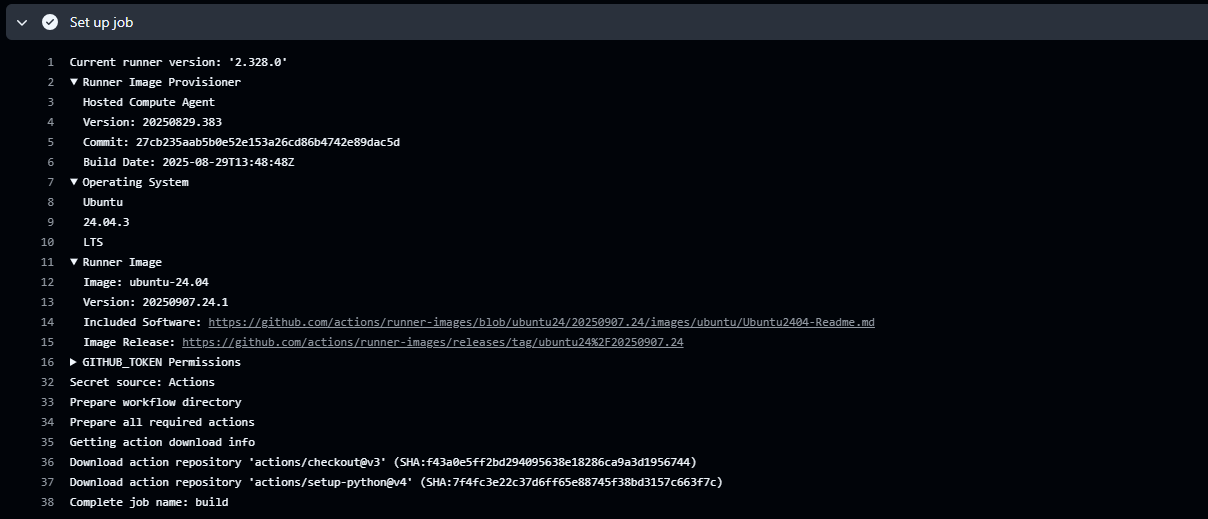 Set up job
1 Current runner version: '2.328.0'
2 ▼ Runner Image Provisioner
3 Hosted Compute Agent
4 Version: 20250829.383
5 Commit: 27cb235aab5b0e52e153a26cd86b4742e89dac5d
6 Build Date: 2025-08-29T13:48:48Z
7 ▼ Operating System
8 Ubuntu
9 24.04.3
10 LTS
11 ▼ Runner Image
12 Image: ubuntu-24.04
13 Version: 20250907.24.1
14 Included Software: https://github.com/actions/runner-images/blob/ubuntu24/20250907.24/images/ubuntu/Ubuntu2404-Readme.md
15 Image Release: https://github.com/actions/runner-images/releases/tag/ubuntu24%2F20250907.24
16 ▶ GITHUB_TOKEN Permissions
32 Secret source: Actions
33 Prepare workflow directory
34 Prepare all required actions
35 Getting action download info
36 Download action repository 'actions/checkout@v3' (SHA:f43a0e5ff2bd294095638e18286ca9a3d1956744)
37 Download action repository 'actions/setup-python@v4' (SHA:7f4fc3e22c37d6ff65e88745f38bd3157c663f7c)
38 Complete job name: build